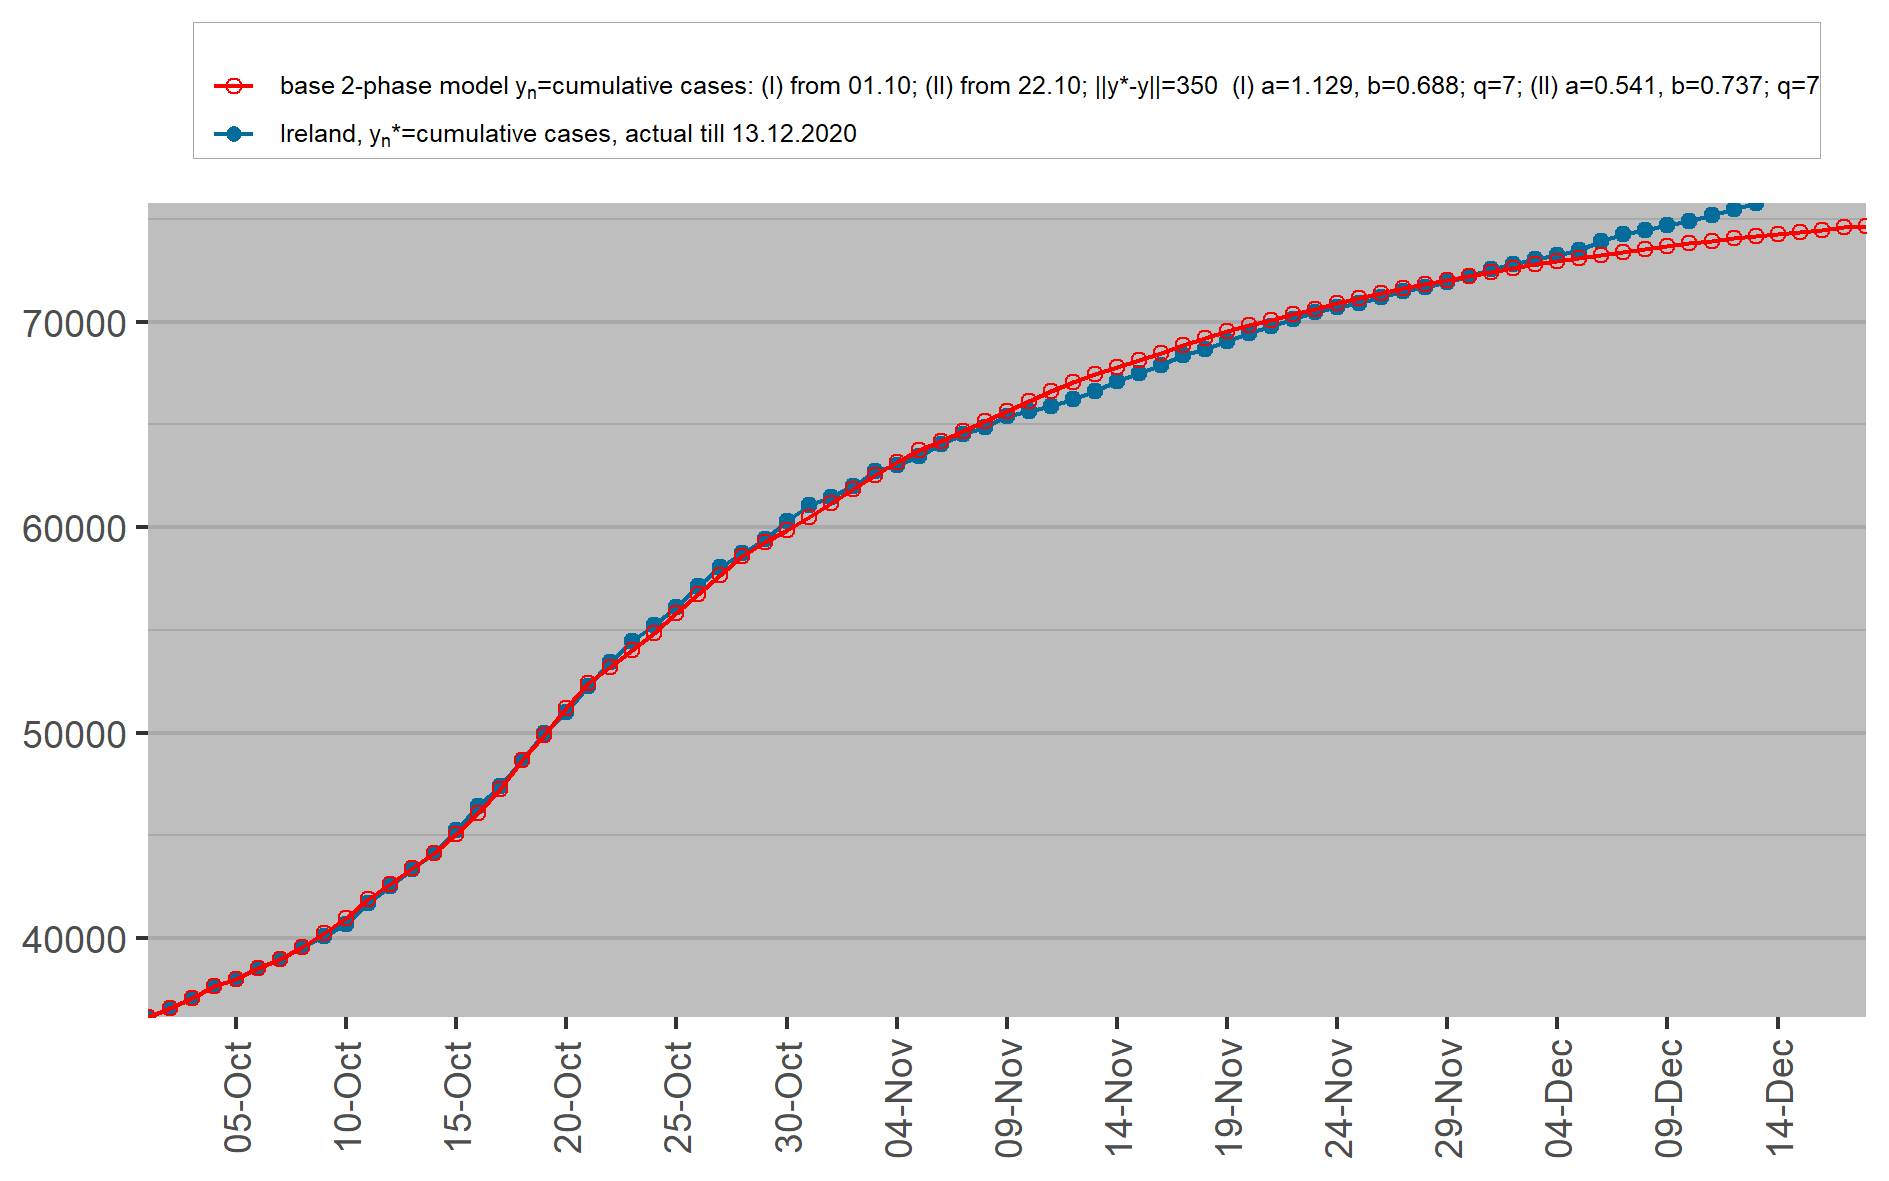 base 2-phase model yn=cumulative cases: (I) from 01.10; (II) from 22.10; ||y*-y||=350  (I) a=1.129, b=0.688; q=7; (II) a=0.541, b=0.737; q=7
Ireland, yn*=cumulative cases, actual till 13.12.2020
70000
60000
50000
40000
05-Oct
10-Oct
15-Oct
20-Oct
25-Oct
30-Oct
04-Nov
09-Nov
14-Nov
19-Nov
24-Nov
29-Nov
04-Dec
09-Dec
14-Dec